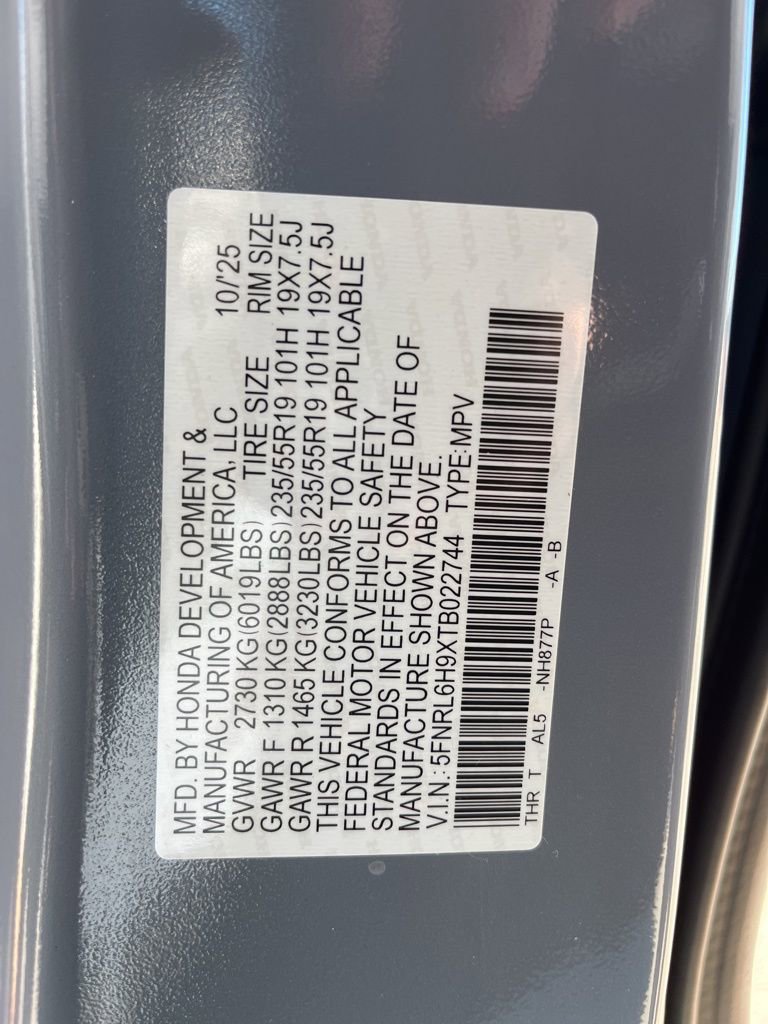 MFD. BY HONDA DEVELOPMENT &
MANUFACTURING OF AMERICA, LLC 10/'25
GVWR 2730 KG(6019LBS) TIRE SIZE RIM SIZE
GAWR F 1310 KG(2888LBS)235/55R19 101H 19X7.5J
GAWR R 1465 KG(3230LBS)235/55R19 101H 19X7.5J
THIS VEHICLE CONFORMS TO ALL APPLICABLE
FEDERAL MOTOR VEHICLE SAFETY
STANDARDS IN EFFECT ON THE DATE OF
MANUFACTURE SHOWN ABOVE.
V.I.N.: 5FNRL6H9XTB022744 TYPE:MPV
THR T AL5 -NH877P -A -B